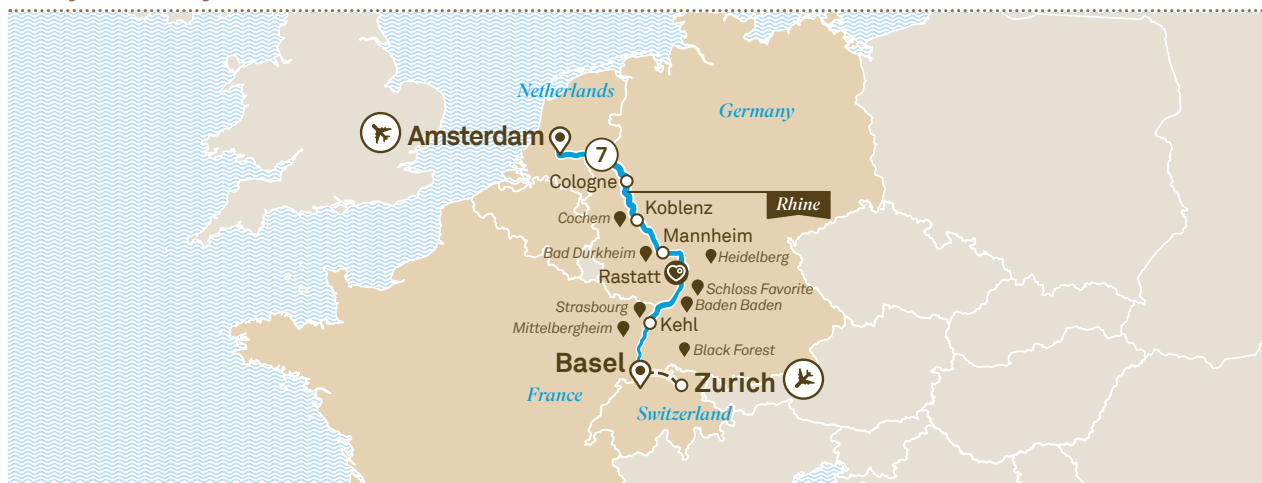 Netherlands
Germany
Amsterdam
7
Cologne
Rhine
Koblenz
Cochem
Mannheim
Bad Durkheim
Heidelberg
Rastatt
Schloss Favorite
Baden Baden
Strasbourg
Kehl
Mittelbergheim
Black Forest
Basel
Zurich
France
Switzerland